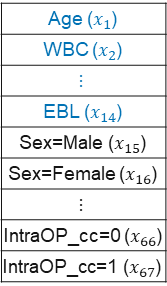 Age (x₁)
WBC (x₂)
⋮
EBL (x₁₄)
Sex=Male (x₁₅)
Sex=Female (x₁₆)
⋮
IntraOP_cc=0 (x₆₆)
IntraOP_cc=1 (x₆₇)